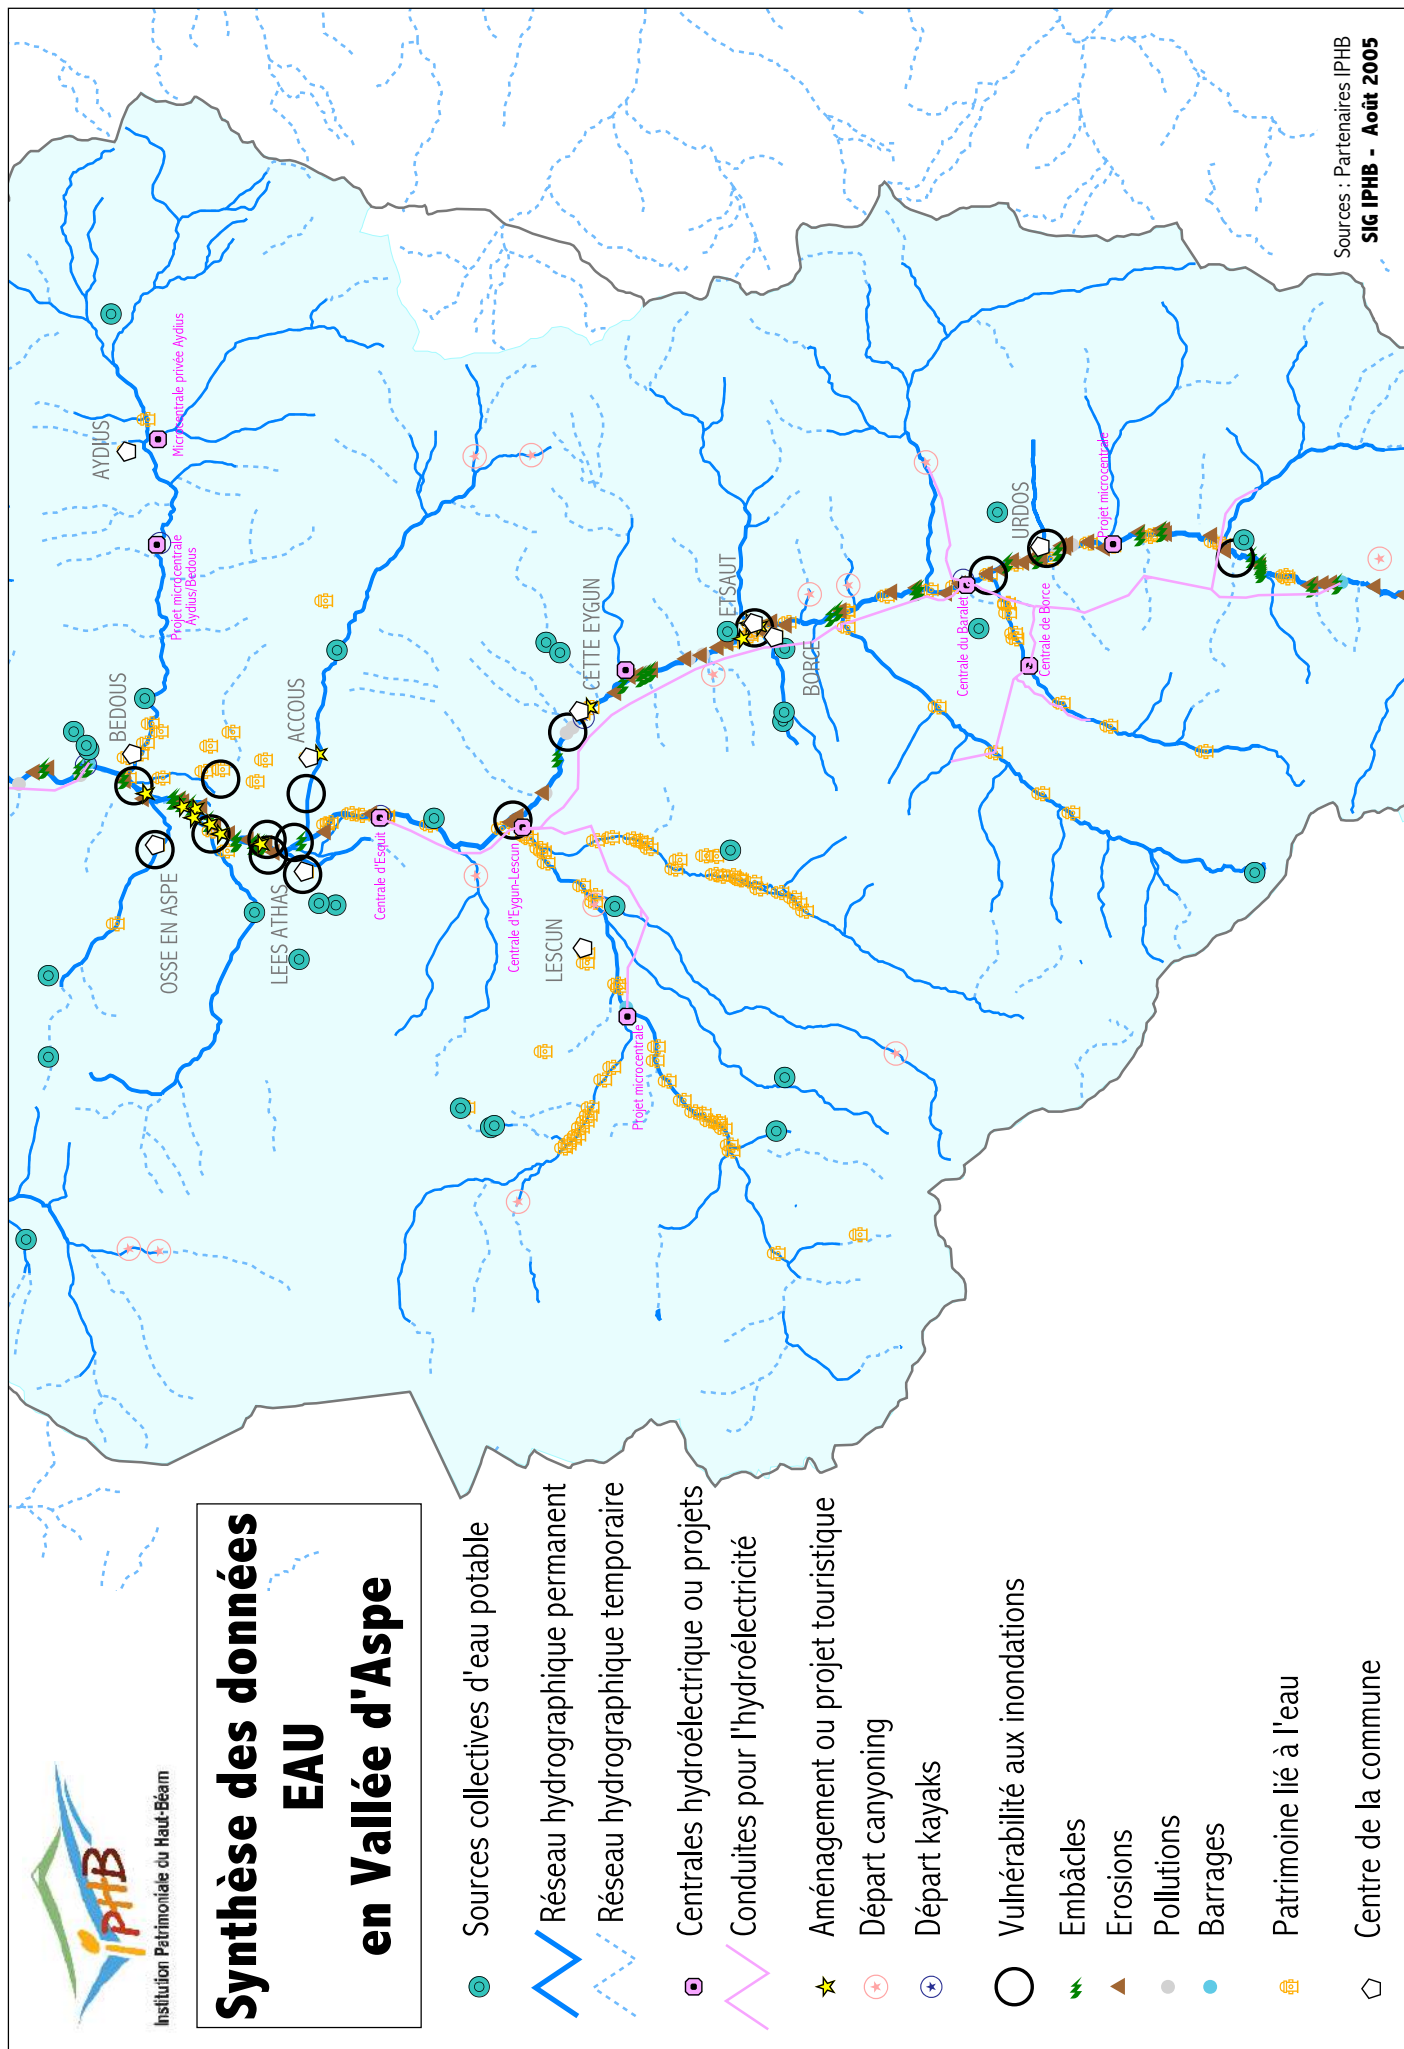 IPHB
Institution Patrimoniale du Haut-Béarn
Synthèse des données
EAU
en Vallée d'Aspe
Sources collectives d'eau potable
Réseau hydrographique permanent
Réseau hydrographique temporaire
Centrales hydroélectrique ou projets
Conduites pour l'hydroélectricité
Aménagement ou projet touristique
Départ canyoning
Départ kayaks
Vulnérabilité aux inondations
Embâcles
Erosions
Pollutions
Barrages
Patrimoine lié à l'eau
Centre de la commune
OSSE EN ASPE
LEES ATHAS
BEDOUS
ACCOUS
AYDIUS
Microcentrale privée Aydius
Projet microcentrale
Aydius/Bedous
Centrale d'Esquit
Centrale d'Eygun-Lescun
LESCUN
Projet microcentrale
CETTE EYGUN
ETSAUT
BORCE
Centrale du Baralet
Centrale de Borce
URDOS
Projet microcentrale
Sources : Partenaires IPHB
SIG IPHB - Août 2005